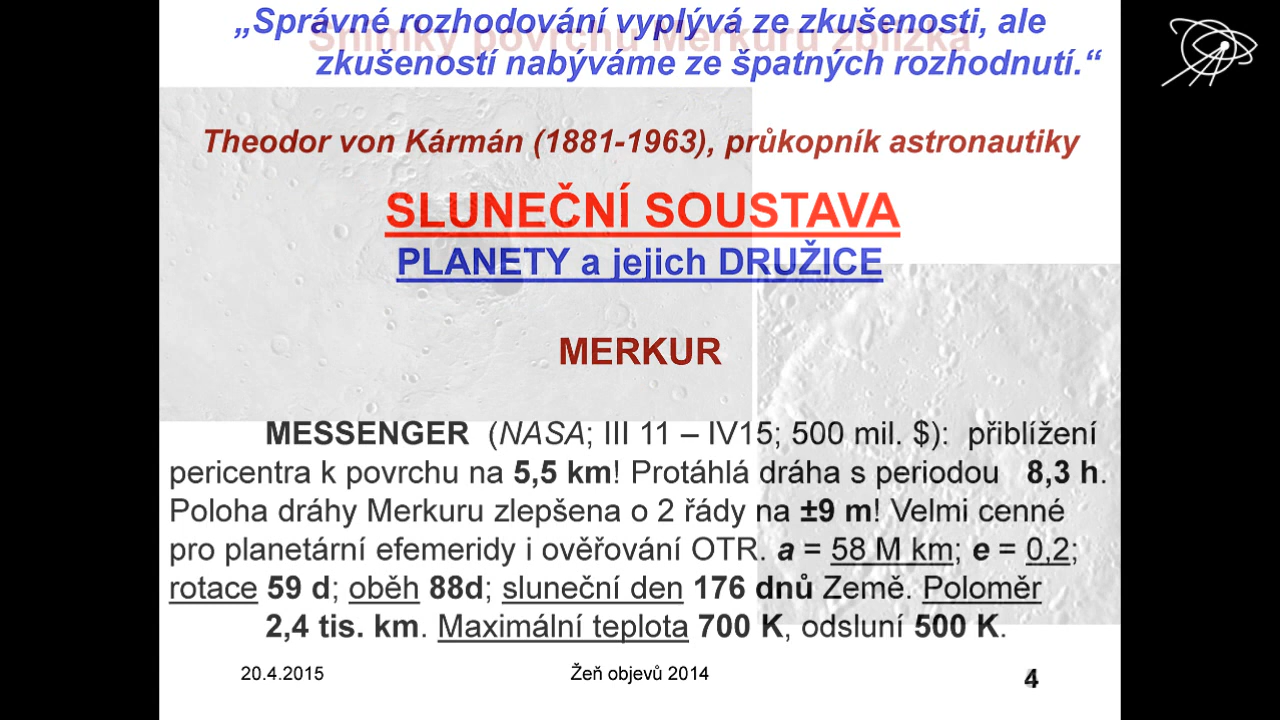 „Správné rozhodování vyplývá ze zkušenosti, ale
Snímky povrchu Merkuru zblízka
zkušeností nabýváme ze špatných rozhodnutí.“
Theodor von Kármán (1881-1963), průkopník astronautiky
SLUNEČNÍ SOUSTAVA
PLANETY a jejich DRUŽICE
MERKUR
MESSENGER (NASA; III 11 – IV15; 500 mil. $): přiblížení
pericentra k povrchu na 5,5 km! Protáhlá dráha s periodou 8,3 h.
Poloha dráhy Merkuru zlepšena o 2 řády na ±9 m! Velmi cenné
pro planetární efemeridy i ověřování OTR. a = 58 M km; e = 0,2;
rotace 59 d; oběh 88d; sluneční den 176 dnů Země. Poloměr
2,4 tis. km. Maximální teplota 700 K, odsluní 500 K.
20.4.2015 Žeň objevů 2014 4